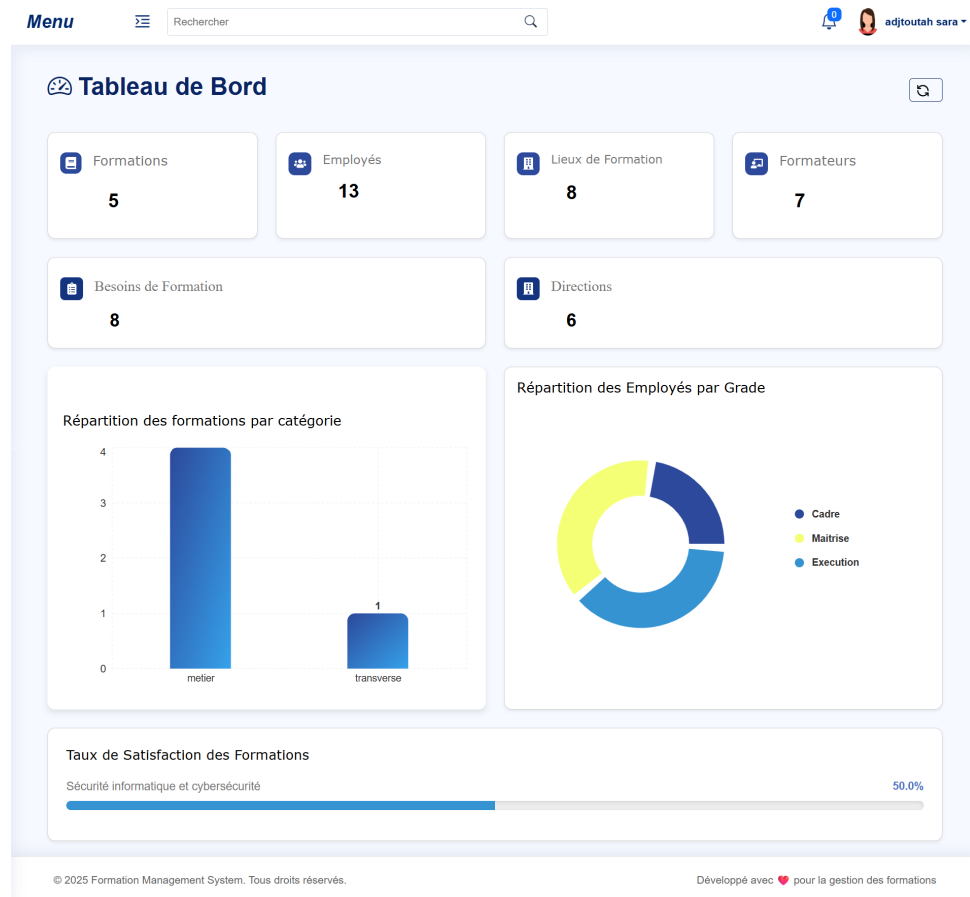 Menu
Rechercher
0
adjtoutah sara
Tableau de Bord
Formations
5
Employés
13
Lieux de Formation
8
Formateurs
7
Besoins de Formation
8
Directions
6
Répartition des formations par catégorie
4
3
2
1
0
1
metier
transverse
Répartition des Employés par Grade
Cadre
Maitrise
Execution
Taux de Satisfaction des Formations
Sécurité informatique et cybersécurité
50.0%
© 2025 Formation Management System. Tous droits réservés.
Développé avec ❤ pour la gestion des formations